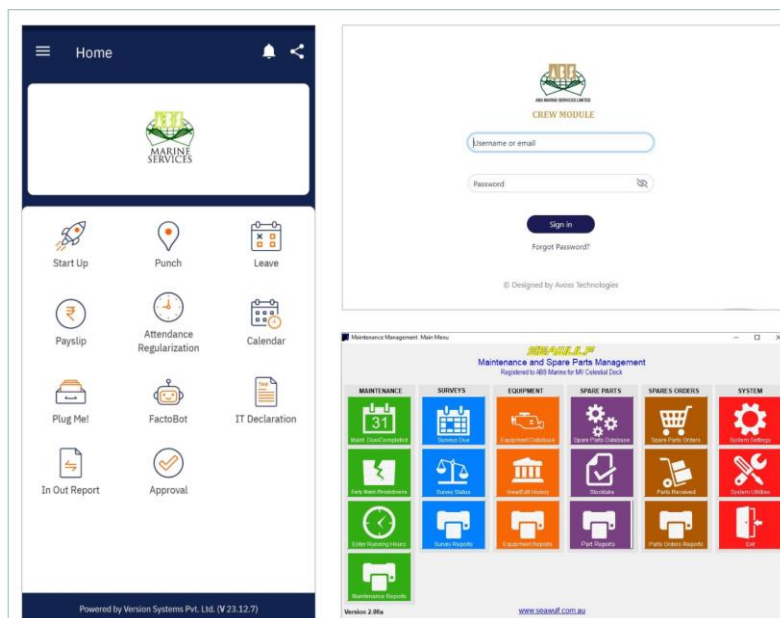 Home
ABS
MARINE
SERVICES
Start Up
Punch
Leave
Payslip
Attendance
Regularization
Calendar
Plug Me!
FactoBot
TAX
IT Declaration
In Out Report
Approval
Powered by Version Systems Pvt. Ltd. (V 23.12.7)
ABS
ABS MARINE SERVICES LIMITED
CREW MODULE
Username or email
Password
Sign in
Forgot Password?
© Designed by Avoss Technologies
Maintenance Management Main Menu
SEAWULF
Maintenance and Spare Parts Management
Registered to ABS Marine for MV Celestial Deck
MAINTENANCE SURVEYS EQUIPMENT SPARE PARTS SPARES ORDERS SYSTEM
31
Maint. Due/Completed Surveys Due Equipment Database Spare Parts Database Spare Parts Orders System Settings
Early Maint./Breakdowns Survey Status View/Edit History Stocktake Parts Received System Utilities
Enter Running Hours Survey Reports Equipment Reports Part Reports Parts Orders Reports Exit
Maintenance Reports
Version 2.00a www.seawulf.com.au